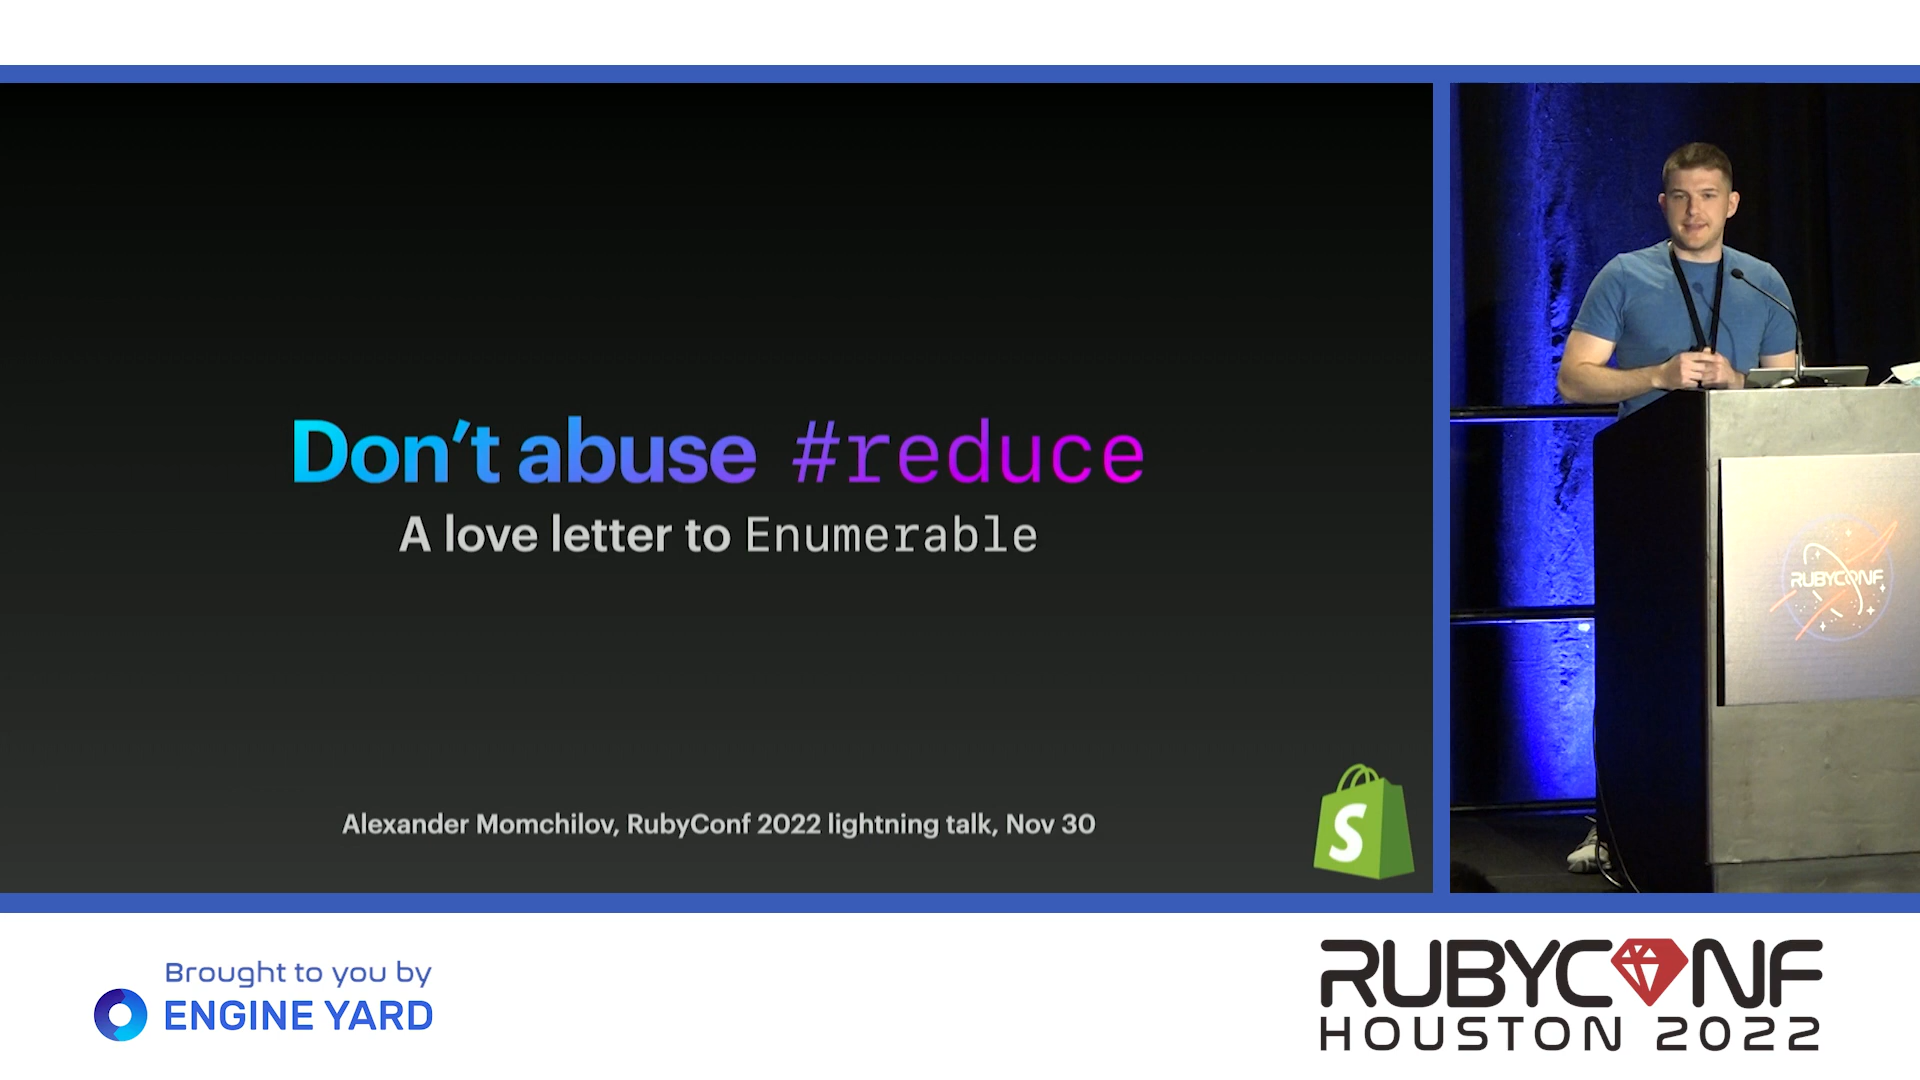 Don’t abuse #reduce
A love letter to Enumerable
Alexander Momchilov, RubyConf 2022 lightning talk, Nov 30
S
RUBYCONF
Brought to you by
ENGINE YARD
RUBYCONF
HOUSTON 2022